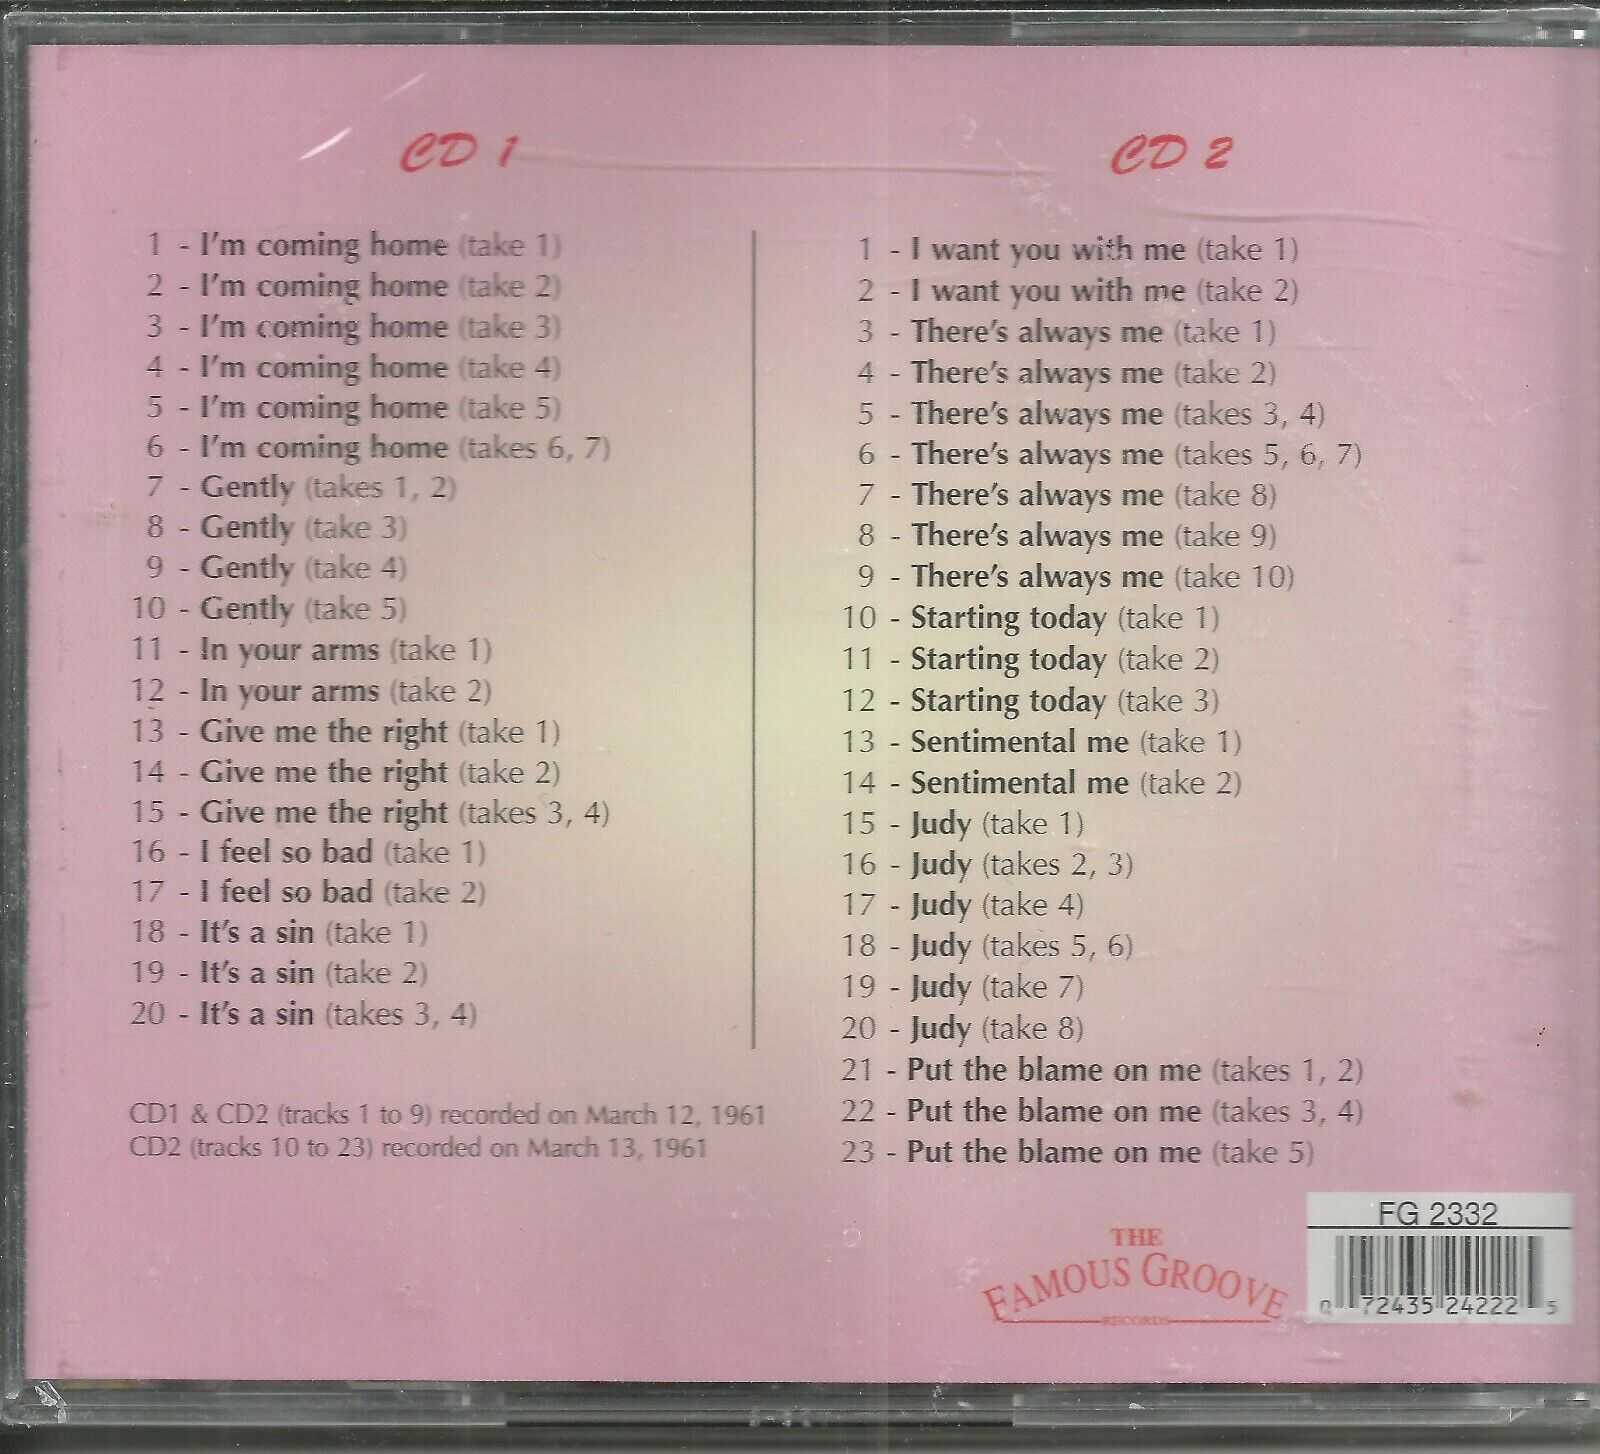 CD 1
1 - I'm coming home (take 1)
2 - I'm coming home (take 2)
3 - I'm coming home (take 3)
4 - I'm coming home (take 4)
5 - I'm coming home (take 5)
6 - I'm coming home (takes 6, 7)
7 - Gently (takes 1, 2)
8 - Gently (take 3)
9 - Gently (take 4)
10 - Gently (take 5)
11 - In your arms (take 1)
12 - In your arms (take 2)
13 - Give me the right (take 1)
14 - Give me the right (take 2)
15 - Give me the right (takes 3, 4)
16 - I feel so bad (take 1)
17 - I feel so bad (take 2)
18 - It's a sin (take 1)
19 - It's a sin (take 2)
20 - It's a sin (takes 3, 4)
CD1 & CD2 (tracks 1 to 9) recorded on March 12, 1961
CD2 (tracks 10 to 23) recorded on March 13, 1961
CD 2
1 - I want you with me (take 1)
2 - I want you with me (take 2)
3 - There's always me (take 1)
4 - There's always me (take 2)
5 - There's always me (takes 3, 4)
6 - There's always me (takes 5, 6, 7)
7 - There's always me (take 8)
8 - There's always me (take 9)
9 - There's always me (take 10)
10 - Starting today (take 1)
11 - Starting today (take 2)
12 - Starting today (take 3)
13 - Sentimental me (take 1)
14 - Sentimental me (take 2)
15 - Judy (take 1)
16 - Judy (takes 2, 3)
17 - Judy (take 4)
18 - Judy (takes 5, 6)
19 - Judy (take 7)
20 - Judy (take 8)
21 - Put the blame on me (takes 1, 2)
22 - Put the blame on me (takes 3, 4)
23 - Put the blame on me (take 5)
THE
FAMOUS GROOVE
RECORDS
FG 2332
0 72435 24222 5